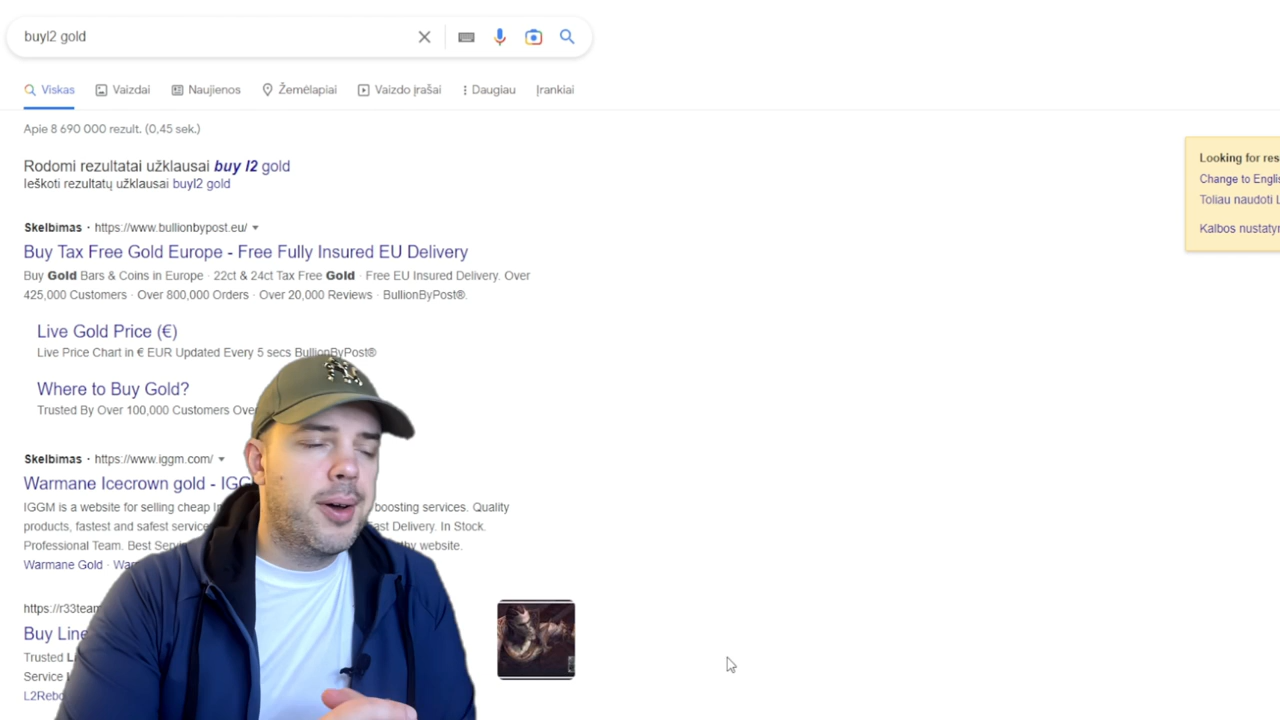 buyl2 gold
Viskas
Vaizdai
Naujienos
Žemėlapiai
Vaizdo įrašai
Daugiau
Įrankiai
Apie 8 690 000 rezult. (0,45 sek.)
Rodomi rezultatai užklausai buy l2 gold
Ieškoti rezultatų užklausai buyl2 gold
Looking for res
Change to Englis
Toliau naudoti L
Kalbos nustatyr
Skelbimas · https://www.bullionbypost.eu/
Buy Tax Free Gold Europe - Free Fully Insured EU Delivery
Buy Gold Bars & Coins in Europe · 22ct & 24ct Tax Free Gold · Free EU Insured Delivery. Over
425,000 Customers · Over 800,000 Orders · Over 20,000 Reviews · BullionByPost®.
Live Gold Price (€)
Live Price Chart in € EUR Updated Every 5 secs BullionByPost®
Where to Buy Gold?
Trusted By Over 100,000 Customers Ove
Skelbimas · https://www.iggm.com/
Warmane Icecrown gold - IGG
IGGM is a website for selling cheap boosting services. Quality
products, fastest and safest service Fast Delivery. In Stock.
Professional Team. Best website.
Warmane Gold ·
https://r33team
Buy Line
Trusted
Service
L2Rebo